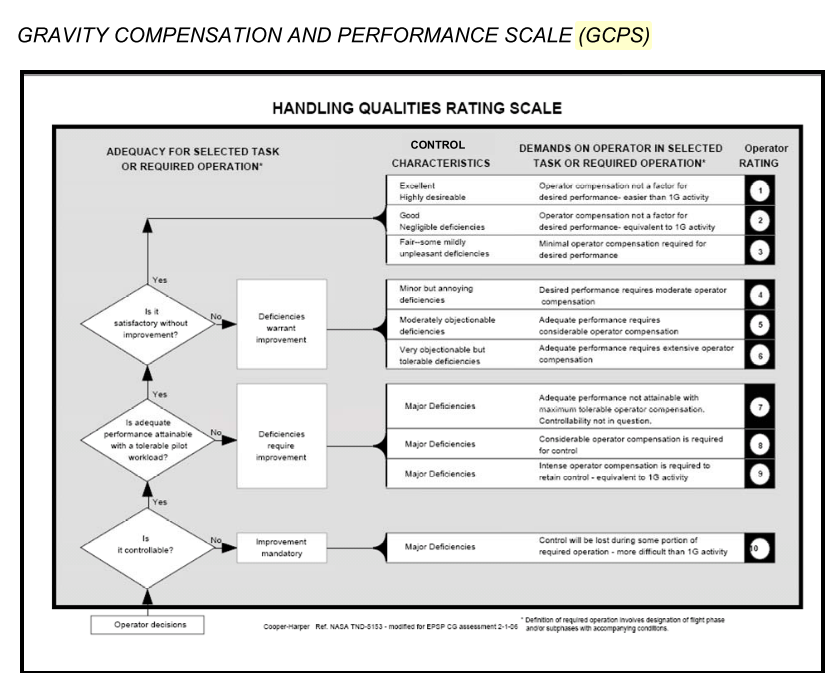 GRAVITY COMPENSATION AND PERFORMANCE SCALE (GCPS)
HANDLING QUALITIES RATING SCALE
ADEQUACY FOR SELECTED TASK
OR REQUIRED OPERATION*
CONTROL
CHARACTERISTICS
DEMANDS ON OPERATOR IN SELECTED
TASK OR REQUIRED OPERATION*
Operator
RATING
Excellent
Highly desireable
Operator compensation not a factor for
desired performance- easier than 1G activity
1
Good
Negligible deficiencies
Operator compensation not a factor for
desired performance- equivalent to 1G activity
2
Fair–some mildly
unpleasant deficiencies
Minimal operator compensation required for
desired performance
3
Yes
Is it
satisfactory without
improvement?
No
Deficiencies
warrant
improvement
Minor but annoying
deficiencies
Desired performance requires moderate operator
compensation
4
Moderately objectionable
deficiencies
Adequate performance requires
considerable operator compensation
5
Very objectionable but
tolerable deficiencies
Adequate performance requires extensive operator
compensation
6
Yes
Is adequate
performance attainable
with a tolerable pilot
workload?
No
Deficiencies
require
improvement
Major Deficiencies
Adequate performance not attainable with
maximum tolerable operator compensation.
Controllability not in question.
7
Major Deficiencies
Considerable operator compensation is required
for control
8
Major Deficiencies
Intense operator compensation is required to
retain control - equivalent to 1G activity
9
Yes
Is
it controllable?
No
Improvement
mandatory
Major Deficiencies
Control will be lost during some portion of
required operation - more difficult than 1G activity
10
Operator decisions
Cooper-Harper Ref. NASA TND-5153 - modified for EPSP CG assessment 2-1-06
* Definition of required operation involves designation of flight phase
and/or subphases with accompanying conditions.